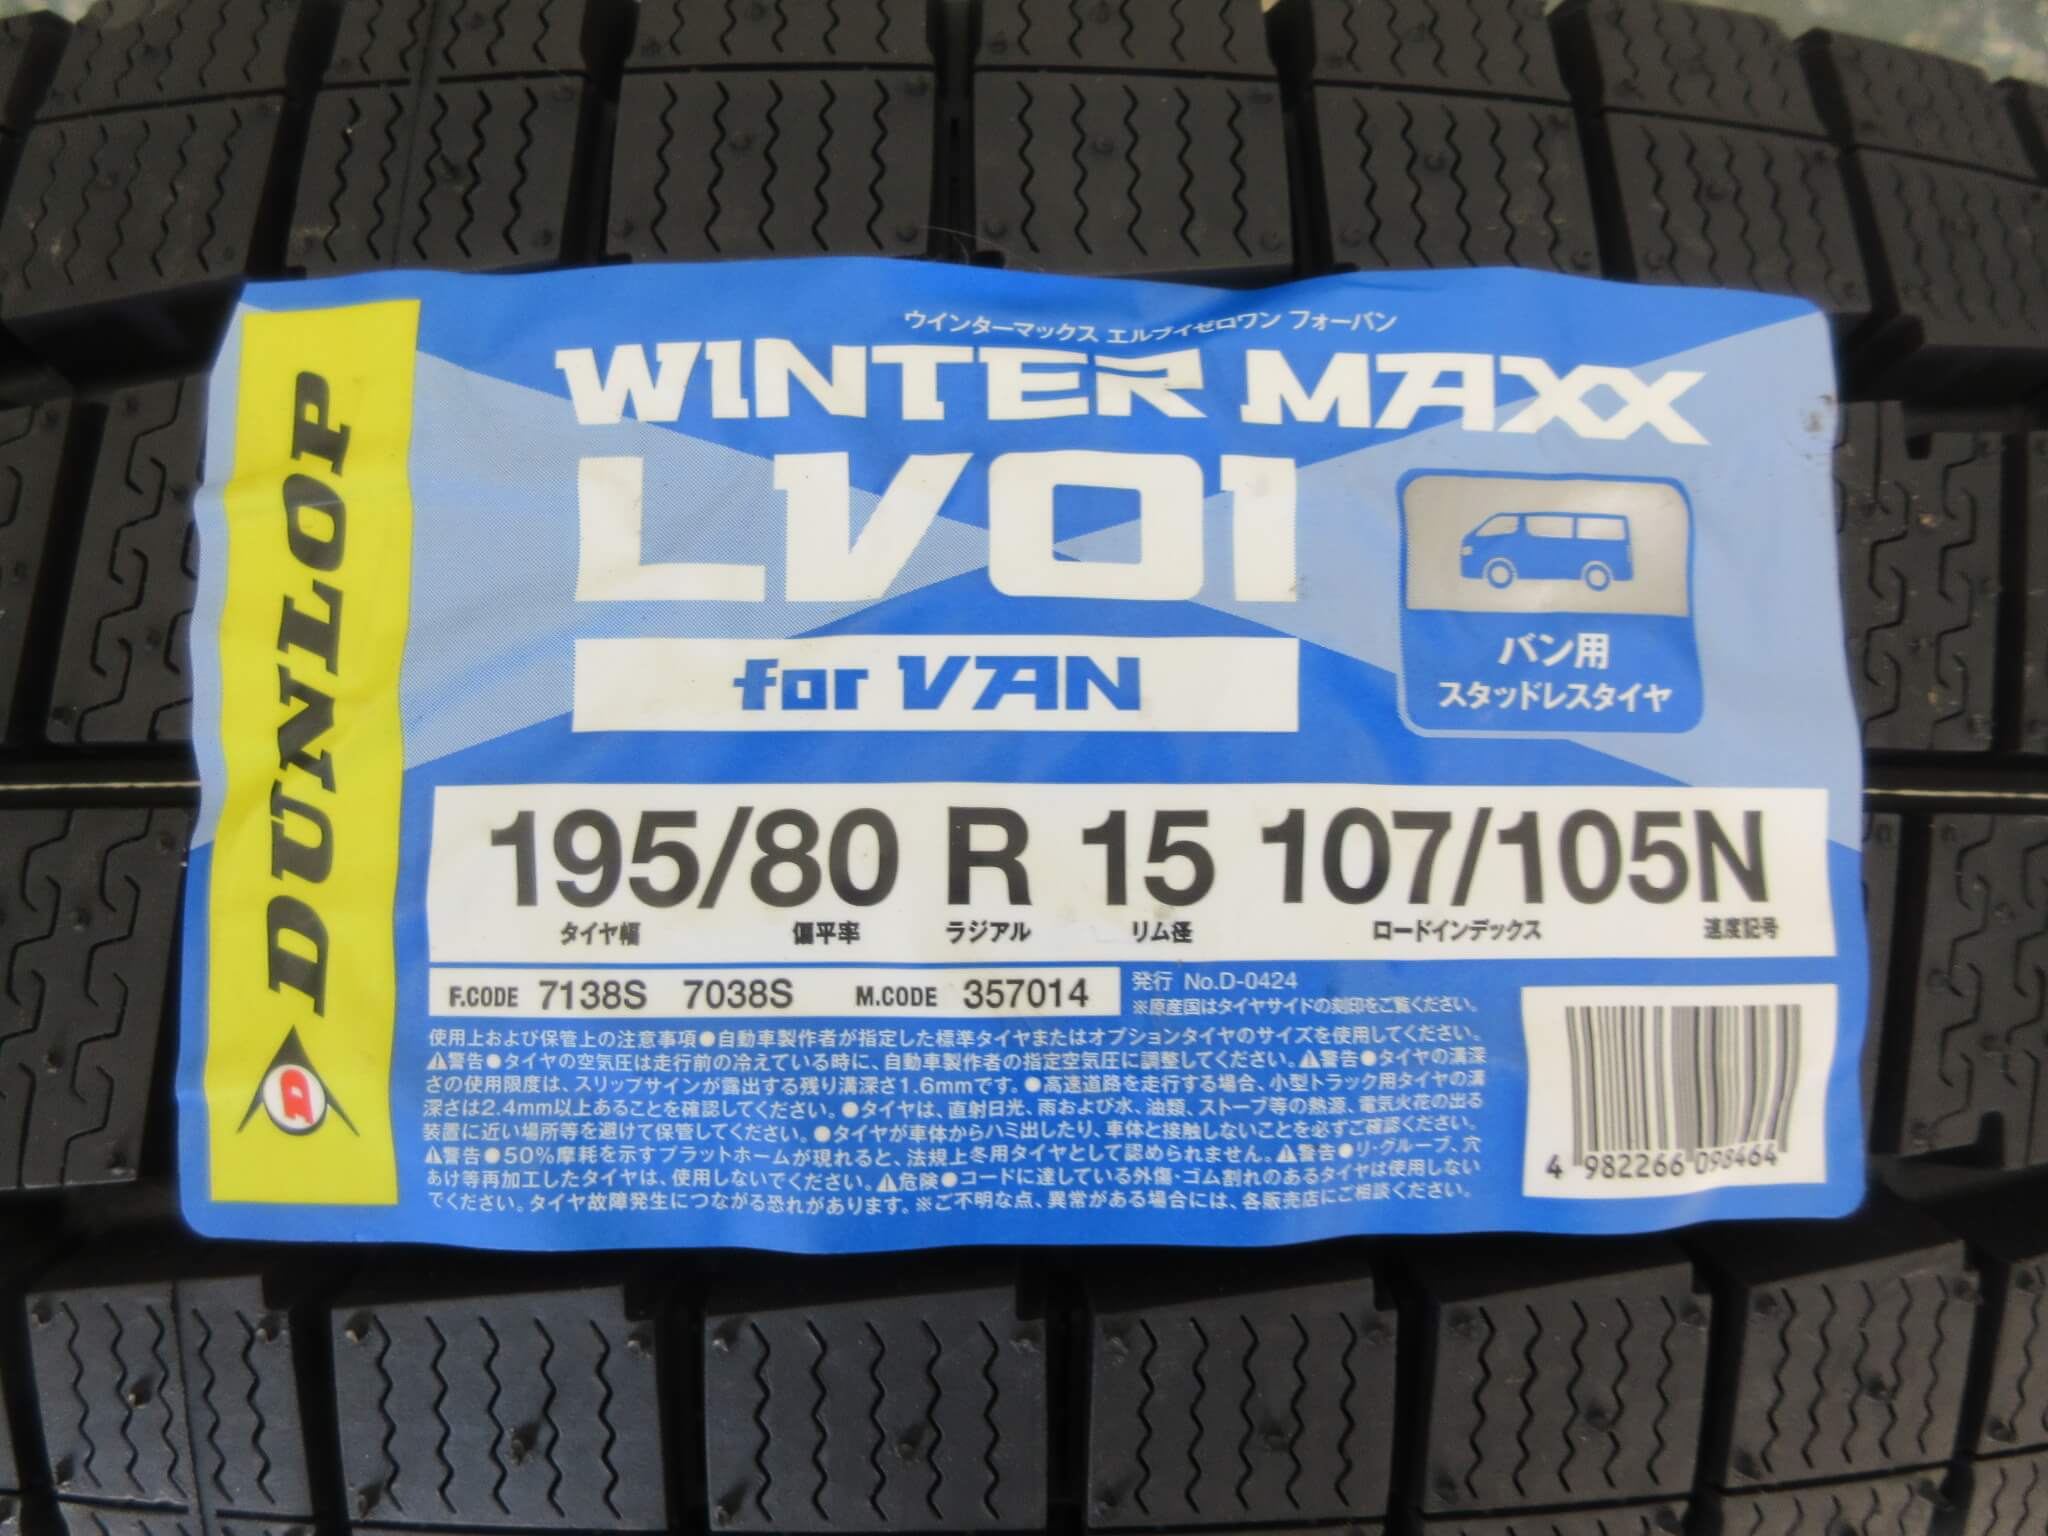 DUNLOP
ウインターマックス エルブイゼロワン フォーバン
WINTER MAXX
LV01
for VAN
バン用
スタッドレスタイヤ
195/80 R 15 107/105N
タイヤ幅 偏平率 ラジアル リム径 ロードインデックス 速度記号
F.CODE 7138S 7038S M.CODE 357014
発行 No.D-0424
※原産国はタイヤサイドの刻印をご覧ください。
使用上および保管上の注意事項●自動車製作者が指定した標準タイヤまたはオプションタイヤのサイズを使用してください。
⚠警告●タイヤの空気圧は走行前の冷えている時に、自動車製作者の指定空気圧に調整してください。⚠警告●タイヤの溝深
さの使用限度は、スリップサインが露出する残り溝深さ1.6mmです。●高速道路を走行する場合、小型トラック用タイヤの溝
深さは2.4mm以上あることを確認してください。●タイヤは、直射日光、雨および水、油類、ストーブ等の熱源、電気火花の出る
装置に近い場所等を避けて保管してください。●タイヤが車体からハミ出したり、車体と接触しないことを必ずご確認ください。
⚠警告●50%摩耗を示すプラットホームが現れると、法規上冬用タイヤとして認められません。⚠警告●リ・グルーブ、穴
あけ等再加工したタイヤは、使用しないでください。⚠危険●コードに達している外傷・ゴム割れのあるタイヤは使用しない
でください。タイヤ故障発生につながる恐れがあります。※ご不明な点、異常がある場合には、各販売店にご相談ください。
4 982266 098464